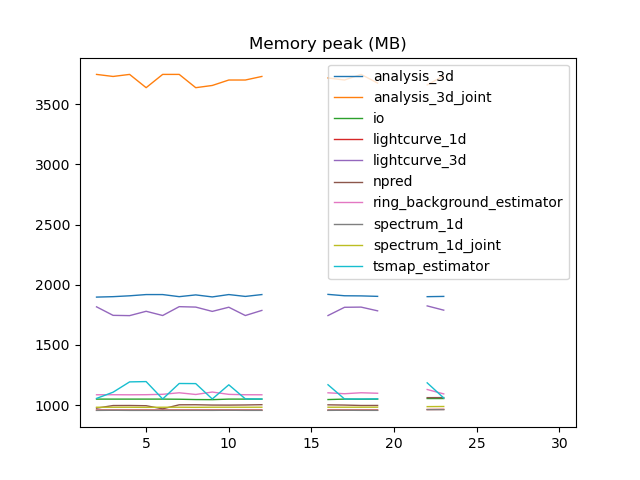 Memory peak (MB)
analysis_3d
analysis_3d_joint
io
lightcurve_1d
lightcurve_3d
npred
ring_background_estimator
spectrum_1d
spectrum_1d_joint
tsmap_estimator
3500
3000
2500
2000
1500
1000
5 10 15 20 25 30